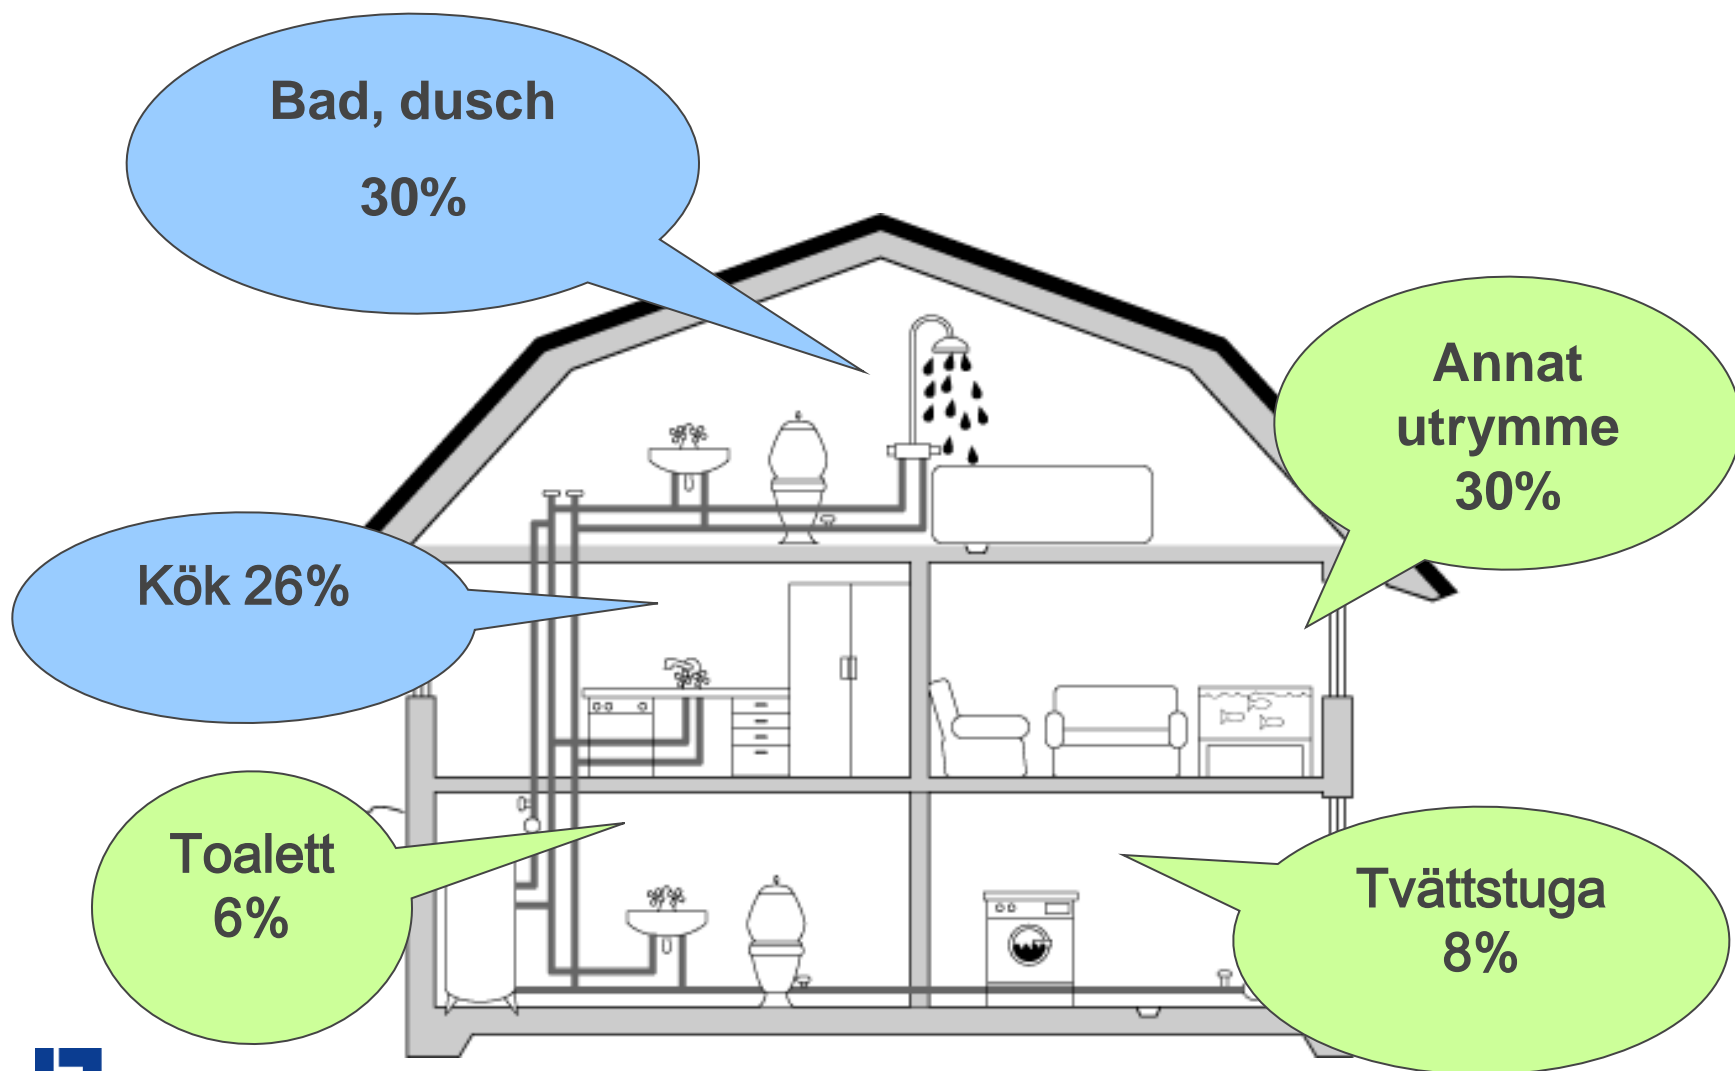 Bad, dusch
30%
Annat
utrymme
30%
Kök 26%
Toalett
6%
Tvättstuga
8%